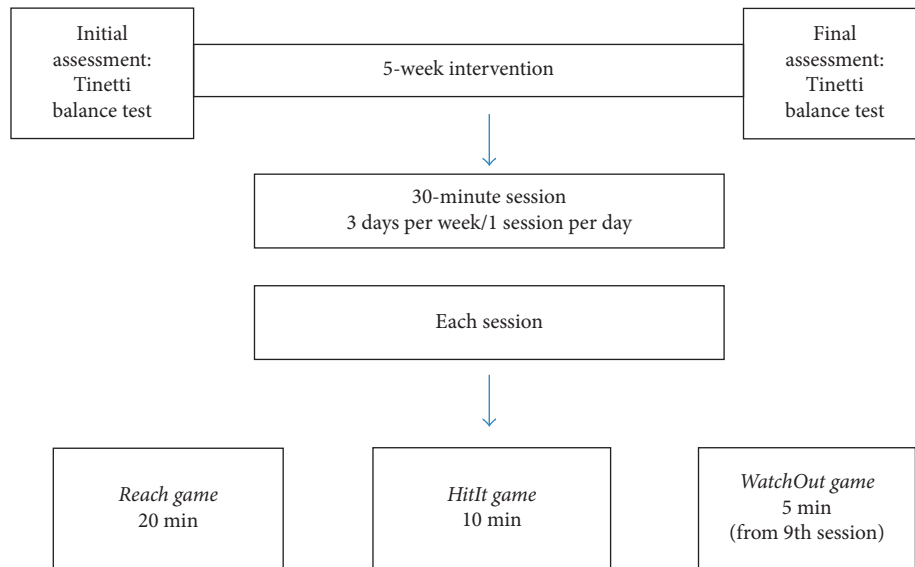 Initial
assessment:
Tinetti
balance test
5-week intervention
Final
assessment:
Tinetti
balance test
30-minute session
3 days per week/1 session per day
Each session
Reach game
20 min
HitIt game
10 min
WatchOut game
5 min
(from 9th session)